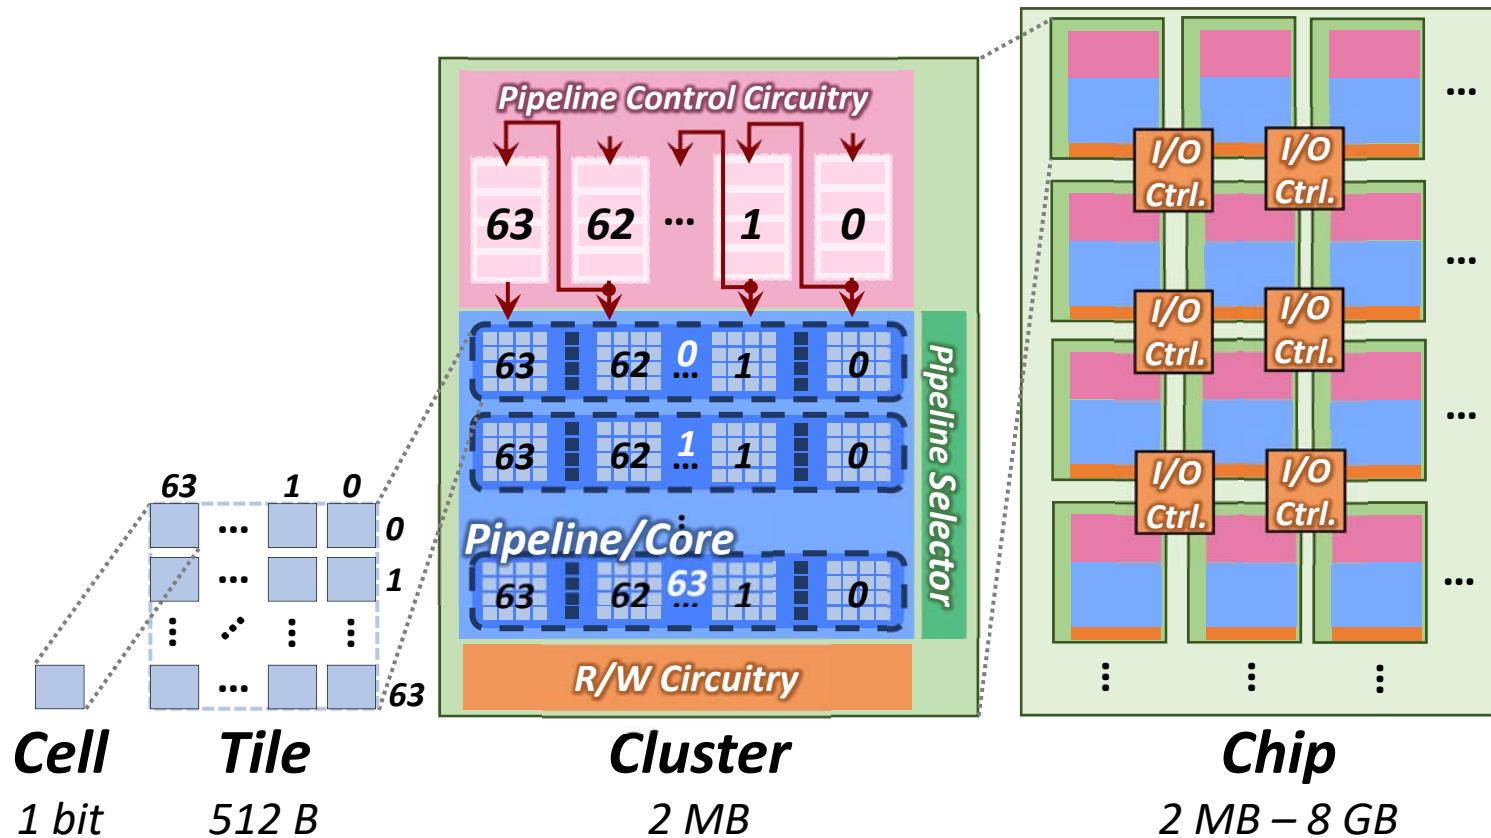 Pipeline Control Circuitry
63 62 ... 1 0
63 62 0 ... 1 0
63 62 1 ... 1 0
⋮
Pipeline/Core
63 62 63 ... 1 0
Pipeline Selector
R/W Circuitry
63 ... 1 0
... 0
... 1
⋮ ⋰ ⋮ ⋮
... 63
...
I/O Ctrl.
I/O Ctrl.
...
I/O Ctrl.
I/O Ctrl.
...
I/O Ctrl.
I/O Ctrl.
...
⋮ ⋮ ⋮
Cell
1 bit
Tile
512 B
Cluster
2 MB
Chip
2 MB – 8 GB